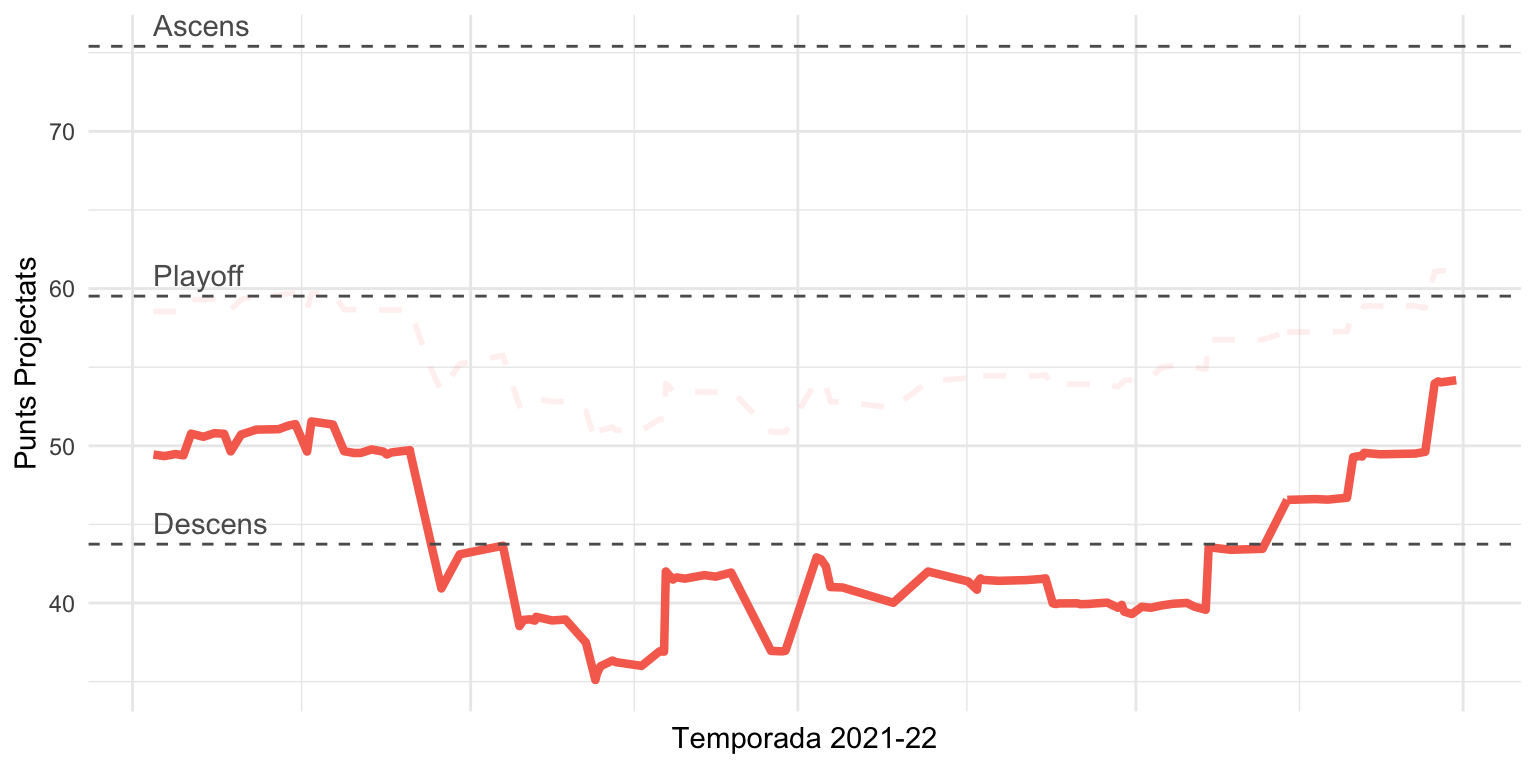 Ascens
70
Playoff
60
Punts Projectats
50
Descens
40
Temporada 2021-22